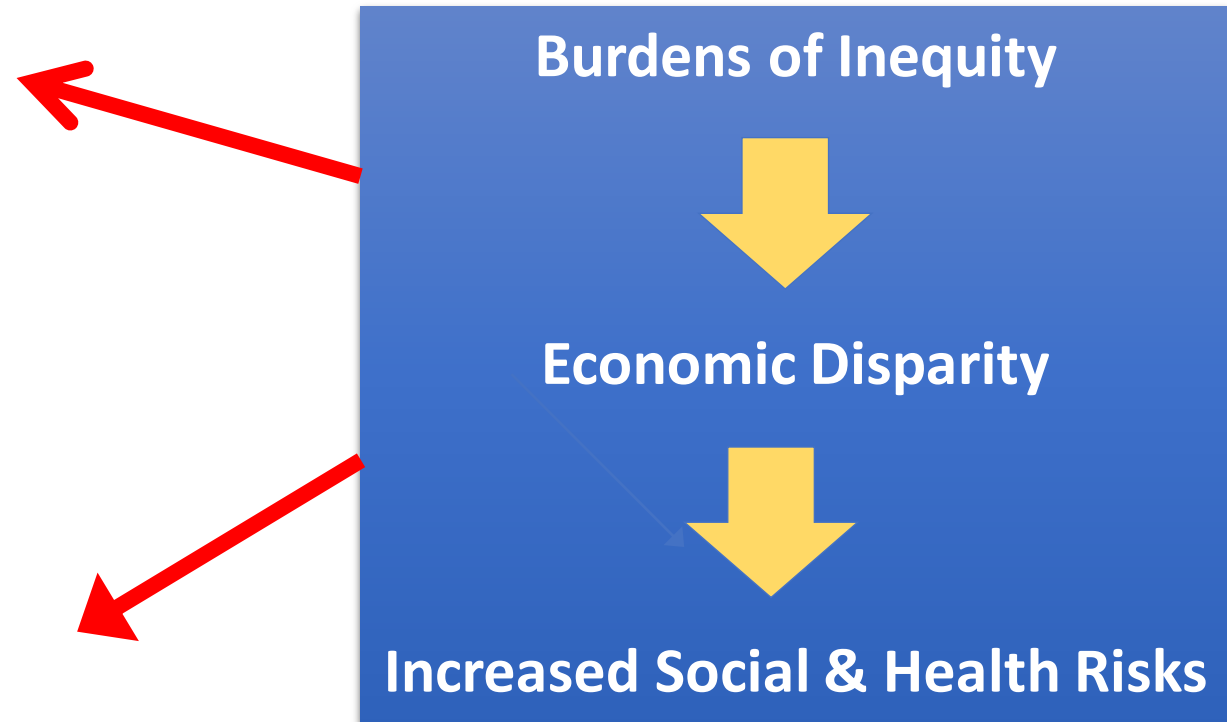 Burdens of Inequity
Economic Disparity
Increased Social & Health Risks